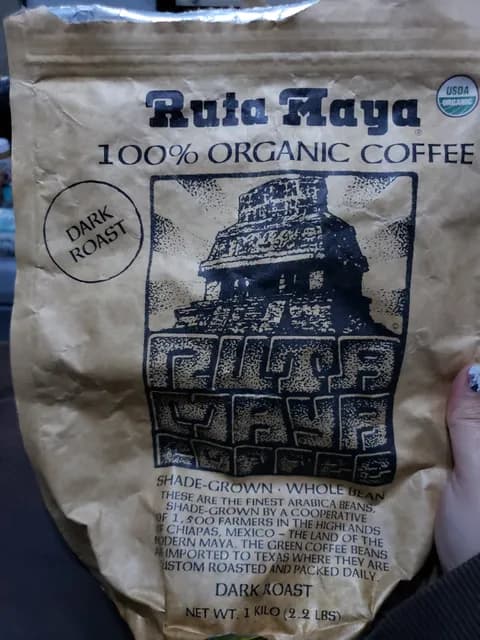 Ruta Maya
USDA
ORGANIC
100% ORGANIC COFFEE
DARK
ROAST
RUTA
MAYA
COFFEE
SHADE-GROWN . WHOLE BEAN
THESE ARE THE FINEST ARABICA BEANS,
SHADE-GROWN BY A COOPERATIVE
OF 1,500 FARMERS IN THE HIGHLANDS
CHIAPAS, MEXICO – THE LAND OF THE
ODERN MAYA. THE GREEN COFFEE BEANS
IMPORTED TO TEXAS WHERE THEY ARE
STOM ROASTED AND PACKED DAILY.
DARK ROAST
NET WT. 1 KILO (2.2 LBS)